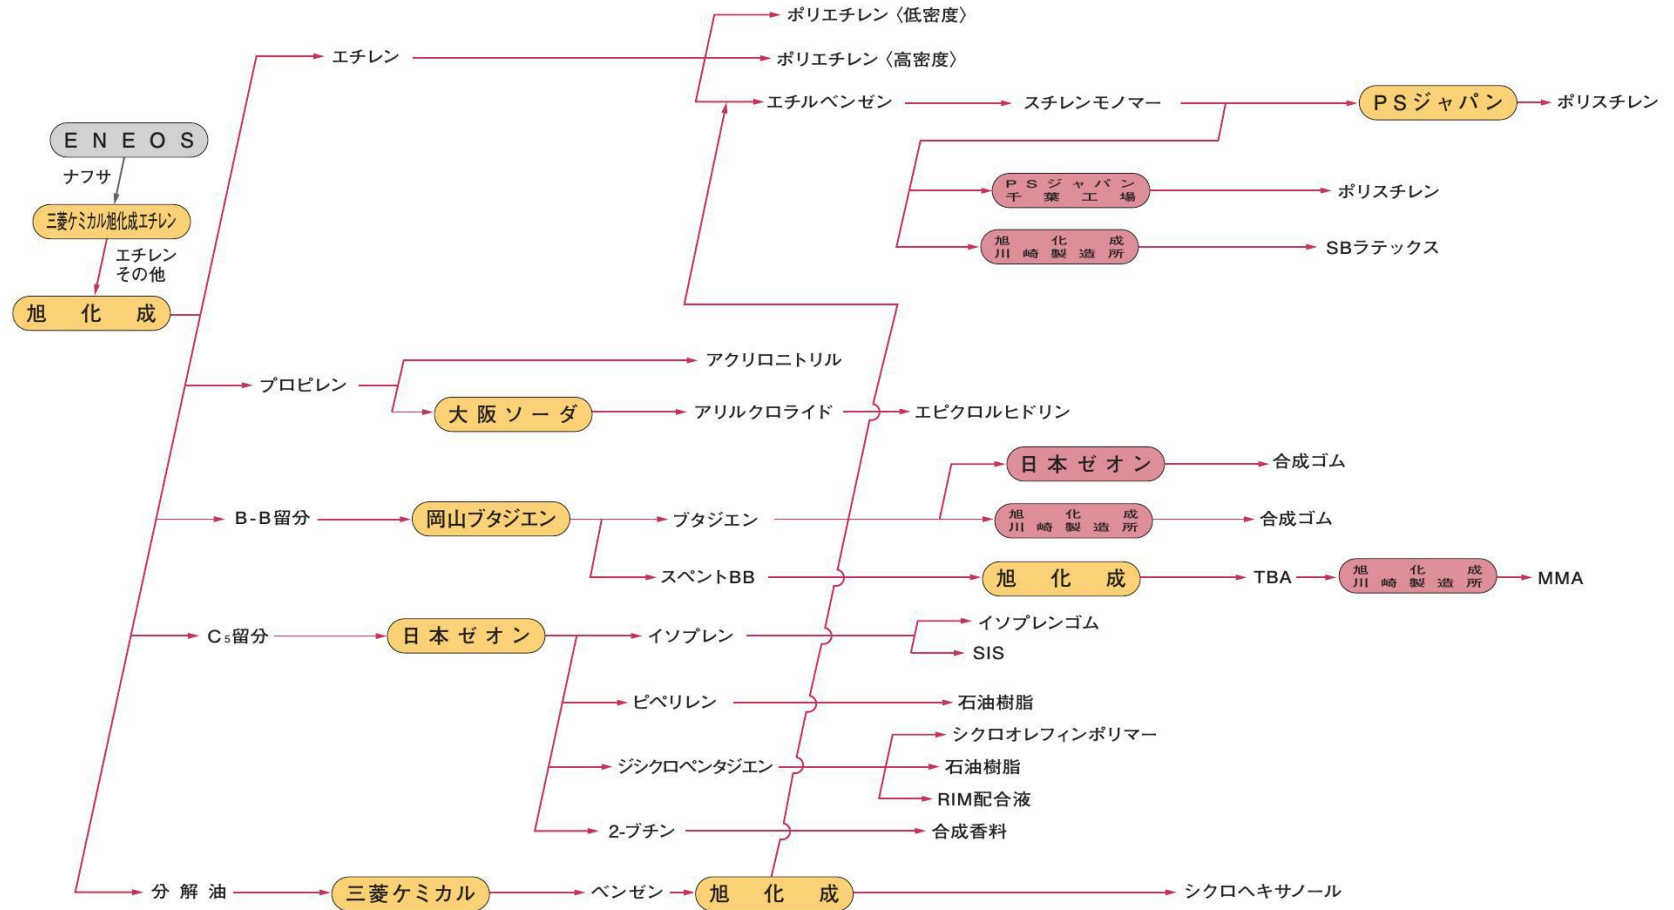 ポリエチレン〈低密度〉
エチレン
ポリエチレン〈高密度〉
エチルベンゼン
スチレンモノマー
PSジャパン
ポリスチレン
ENEOS
ナフサ
PSジャパン
千葉工場
ポリスチレン
三菱ケミカル旭化成エチレン
旭化成
川崎製造所
SBラテックス
エチレン
その他
旭化成
プロピレン
アクリロニトリル
大阪ソーダ
アリルクロライド
エピクロルヒドリン
日本ゼオン
合成ゴム
B-B留分
岡山ブタジエン
ブタジエン
旭化成
川崎製造所
合成ゴム
スペントBB
旭化成
TBA
旭化成
川崎製造所
MMA
C5留分
日本ゼオン
イソプレン
イソプレンゴム
SIS
ピペリレン
石油樹脂
シクロオレフィンポリマー
ジシクロペンタジエン
石油樹脂
RIM配合液
2-ブチン
合成香料
分解油
三菱ケミカル
ベンゼン
旭化成
シクロヘキサノール